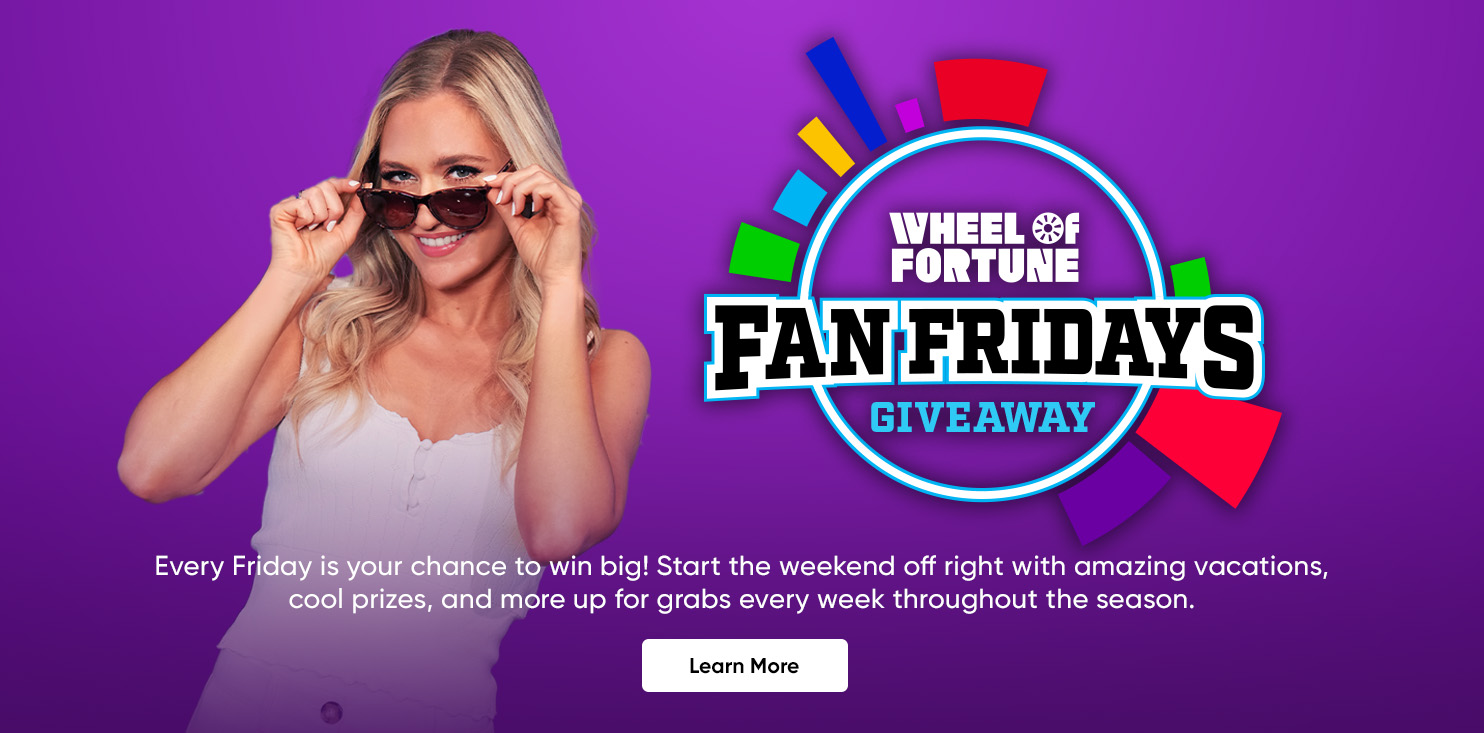 WHEEL OF
FORTUNE
FAN FRIDAYS
GIVEAWAY
Every Friday is your chance to win big! Start the weekend off right with amazing vacations,
cool prizes, and more up for grabs every week throughout the season.
Learn More